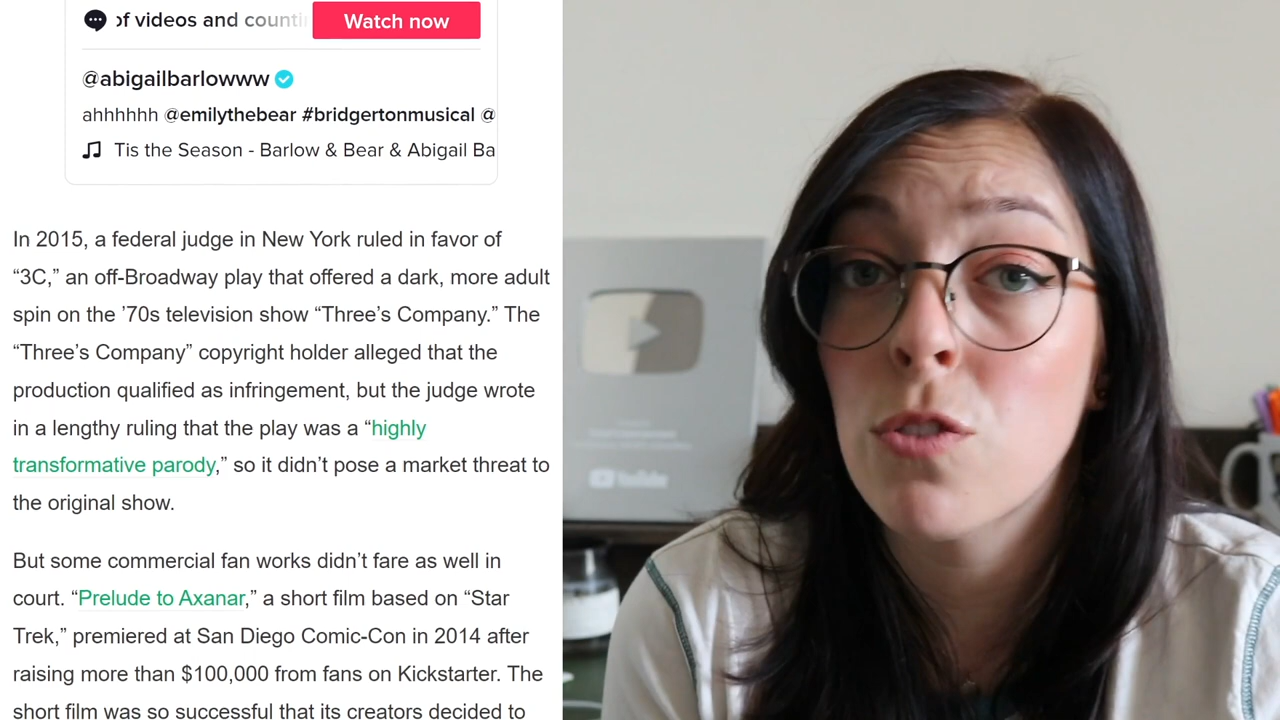 of videos and counti
Watch now
@abigailbarlowww
ahhhhhh @emilythebear #bridgertonmusical @
Tis the Season - Barlow & Bear & Abigail Ba
In 2015, a federal judge in New York ruled in favor of
“3C,” an off-Broadway play that offered a dark, more adult
spin on the ’70s television show “Three’s Company.” The
“Three’s Company” copyright holder alleged that the
production qualified as infringement, but the judge wrote
in a lengthy ruling that the play was a “highly
transformative parody,” so it didn’t pose a market threat to
the original show.
But some commercial fan works didn’t fare as well in
court. “Prelude to Axanar,” a short film based on “Star
Trek,” premiered at San Diego Comic-Con in 2014 after
raising more than $100,000 from fans on Kickstarter. The
short film was so successful that its creators decided to
YouTube